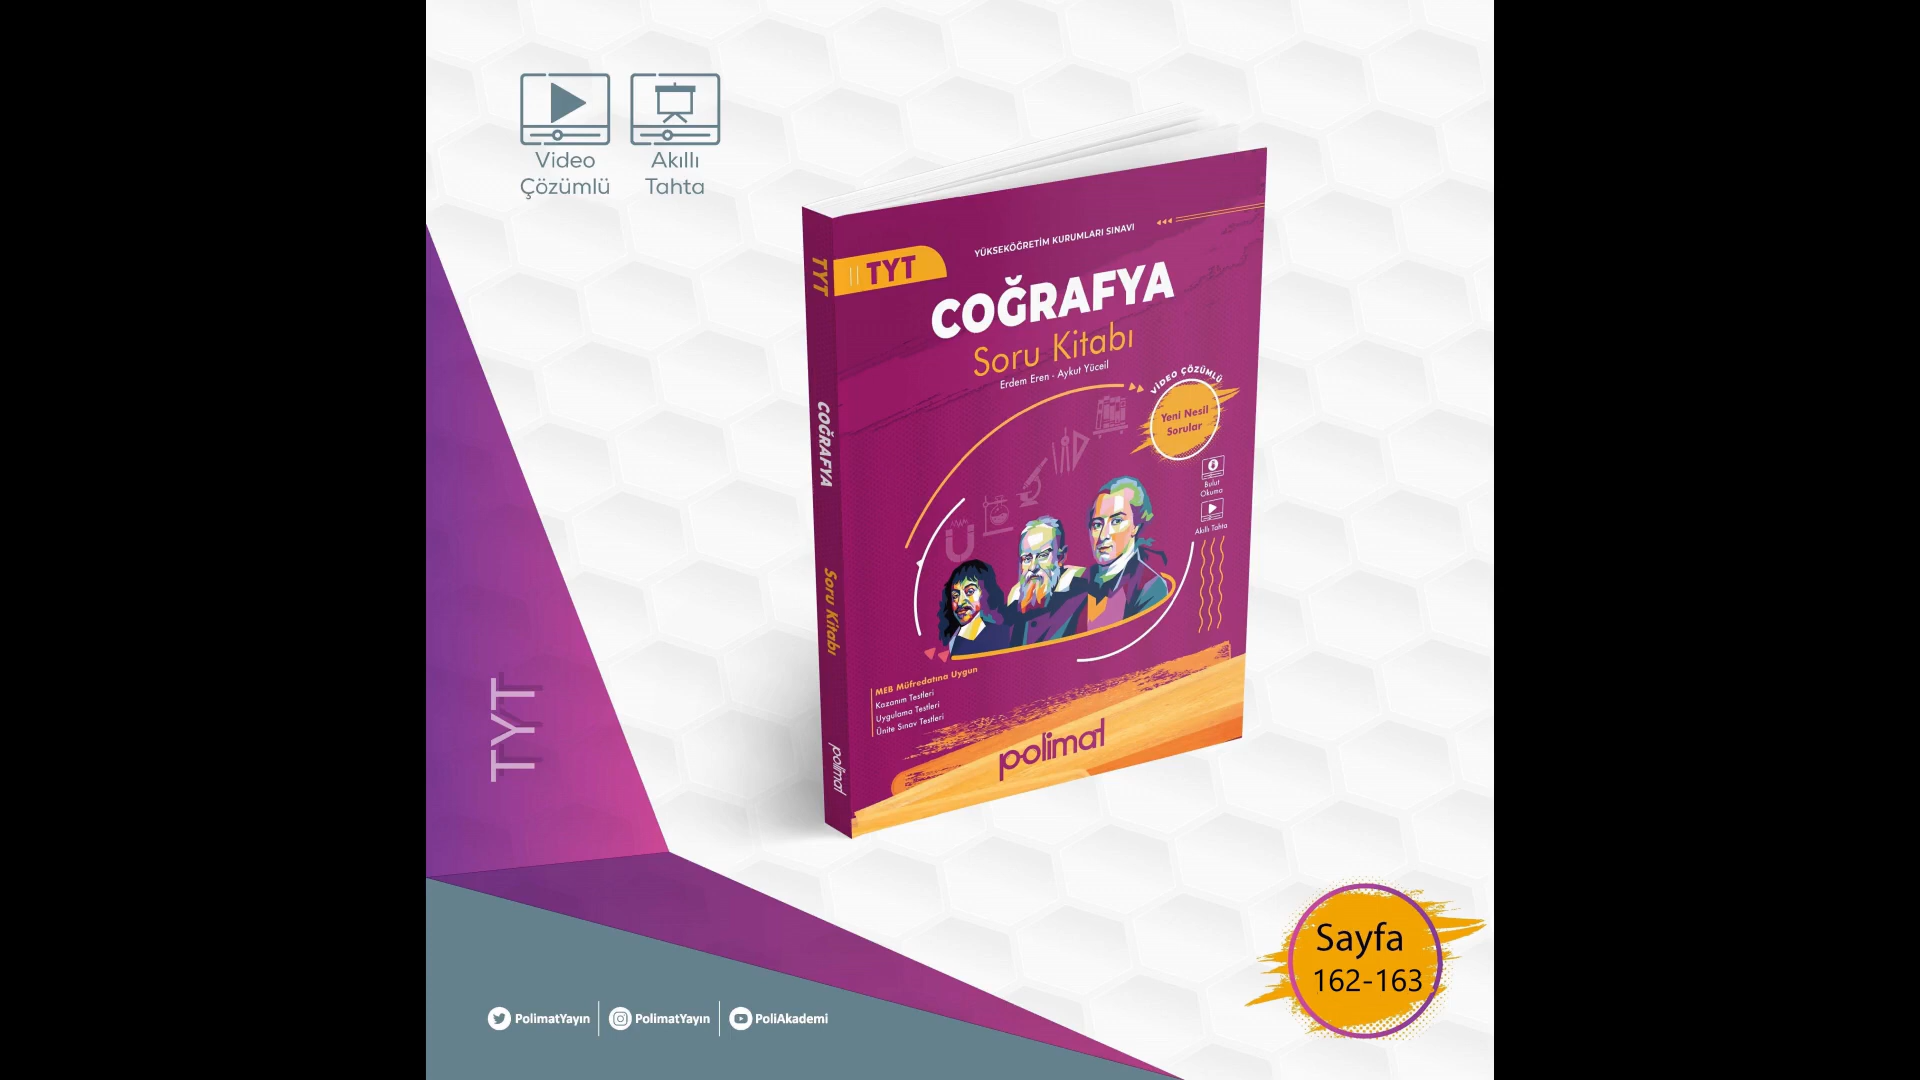 Video
Çözümlü
Akıllı
Tahta
YÜKSEKÖĞRETİM KURUMLARI SINAVI
TYT
COĞRAFYA
Soru Kitabı
Erdem Eren - Aykut Yüceil
VİDEO ÇÖZÜMLÜ
Yeni Nesil
Sorular
Bulut
Okuma
Akıllı Tahta
MEB Müfredatına Uygun
Kazanım Testleri
Uygulama Testleri
Ünite Sınav Testleri
polimat
TYT
COĞRAFYA
Soru Kitabı
polimat
TYT
Sayfa
162-163
PolimatYayın
PolimatYayın
PoliAkademi